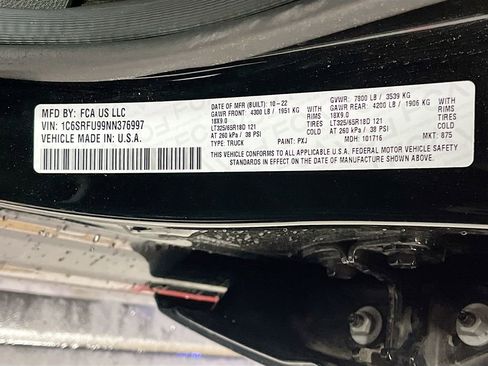 MFD BY: FCA US LLC
VIN: 1C6SRFU99NN376997
VEHICLE MADE IN: U.S.A.
DATE OF MFR (BUILT): 10-22 GVWR: 7800 LB / 3539 KG
GAWR FRONT: 4300 LB / 1951 KG GAWR REAR: 4200 LB / 1906 KG
18X9.0 RIMS 18X9.0 RIMS
LT325/65R18D 121 TIRES LT325/65R18D 121 TIRES
AT 260 kPa / 38 PSI COLD AT 260 kPa / 38 PSI COLD
TYPE: TRUCK PAINT: PXJ MDH: 101716 MKT: 875
THIS VEHICLE CONFORMS TO ALL APPLICABLE U.S.A. FEDERAL MOTOR VEHICLE SAFETY
STANDARDS IN EFFECT ON THE DATE OF MANUFACTURE SHOWN ABOVE.